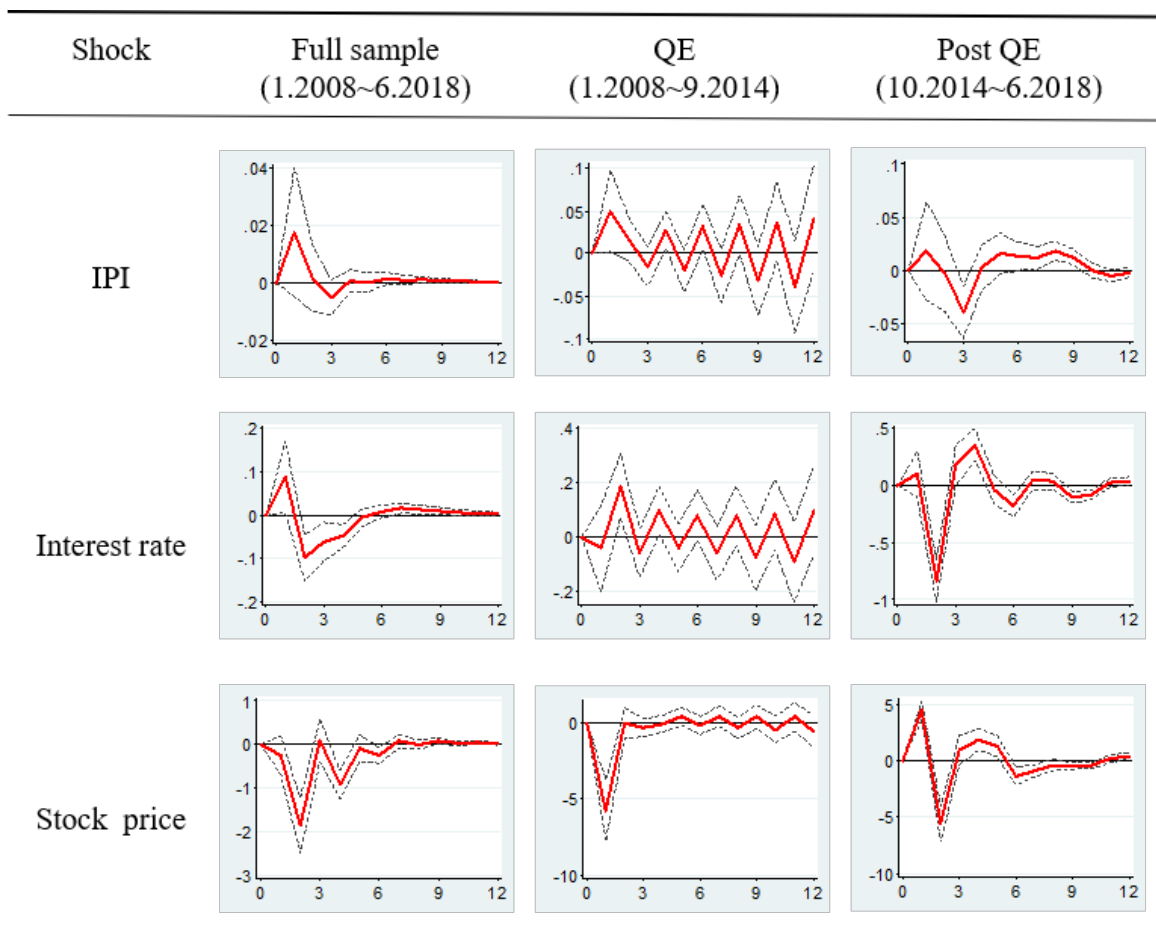 Shock Full sample QE Post QE
(1.2008~6.2018) (1.2008~9.2014) (10.2014~6.2018)
IPI
.04
.02
0
-.02
0 3 6 9 12
.1
.05
0
-.05
-.1
0 3 6 9 12
.1
.05
0
-.05
0 3 6 9 12
Interest rate
.2
.1
0
-.1
-.2
0 3 6 9 12
.4
.2
0
-.2
0 3 6 9 12
.5
0
-.5
-1
0 3 6 9 12
Stock price
1
0
-1
-2
-3
0 3 6 9 12
0
-5
-10
0 3 6 9 12
5
0
-5
-10
0 3 6 9 12